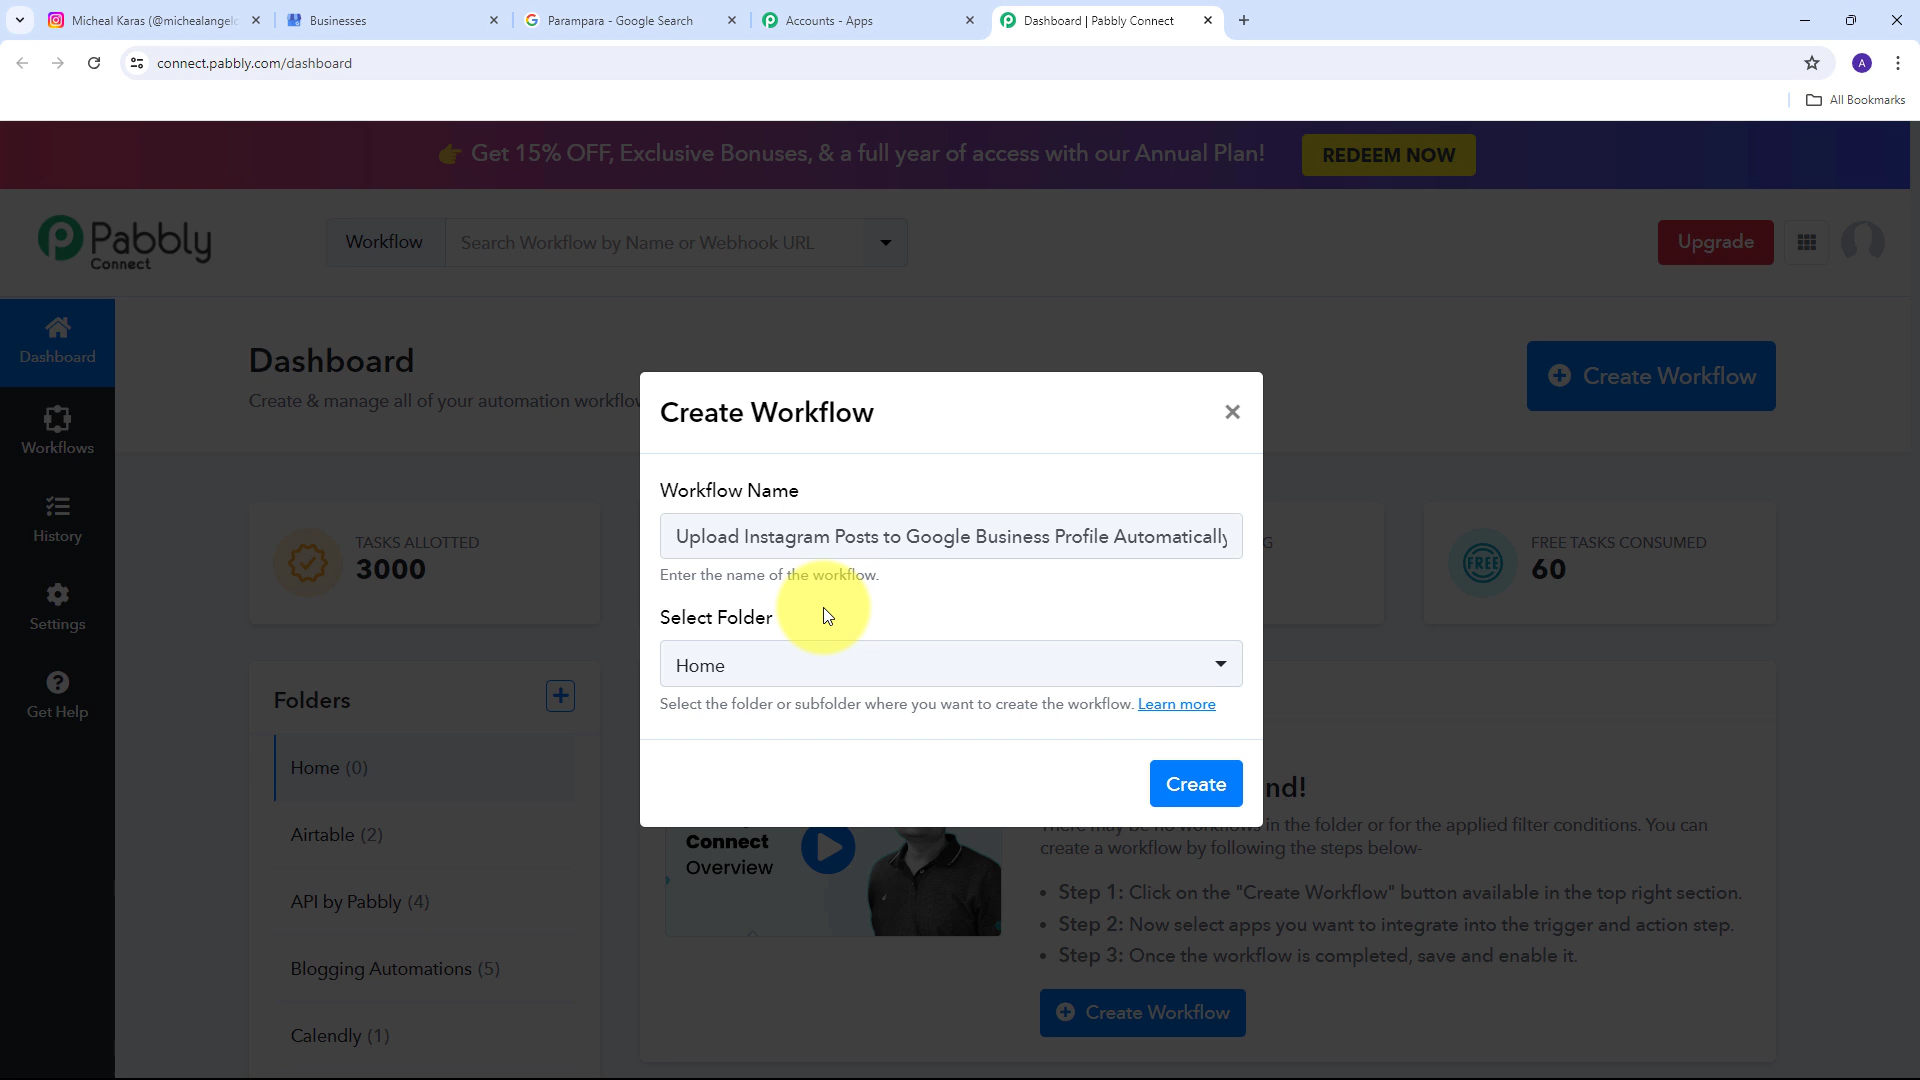 Micheal Karas (@michealangelo
Businesses
Parampara - Google Search
Accounts - Apps
Dashboard | Pabbly Connect
connect.pabbly.com/dashboard
A
All Bookmarks
Get 15% OFF, Exclusive Bonuses, & a full year of access with our Annual Plan!
REDEEM NOW
Pabbly
Connect
Workflow
Search Workflow by Name or Webhook URL
Upgrade
Dashboard
Workflows
History
Settings
Get Help
Dashboard
Create & manage all of your automation workflow
Create Workflow
Create Workflow
Workflow Name
Upload Instagram Posts to Google Business Profile Automatically
Enter the name of the workflow.
Select Folder
Home
Select the folder or subfolder where you want to create the workflow. Learn more
Create
TASKS ALLOTTED
3000
G
FREE TASKS CONSUMED
FREE
60
Folders
Home (0)
Airtable (2)
API by Pabbly (4)
Blogging Automations (5)
Calendly (1)
Connect
Overview
nd!
There may be no workflows in the folder or for the applied filter conditions. You can
create a workflow by following the steps below-
Step 1: Click on the "Create Workflow" button available in the top right section.
Step 2: Now select apps you want to integrate into the trigger and action step.
Step 3: Once the workflow is completed, save and enable it.
Create Workflow